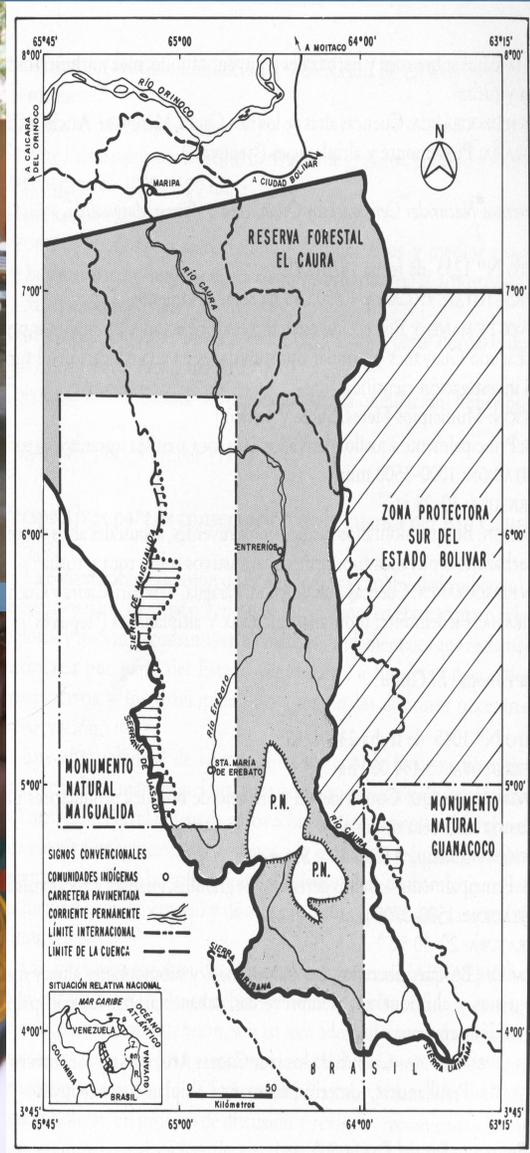 65°45'
65°00'
64°00'
63°15'
A MOITACO
8°00'
8°00'
A CAICARA
DEL ORINOCO
RÍO ORINOCO
N
MARIPA
A CIUDAD BOLIVAR
RESERVA FORESTAL
EL CAURA
RÍO CAURA
7°00'
7°00'
6°00'
6°00'
ENTRERÍOS
ZONA PROTECTORA
SUR DEL
ESTADO BOLIVAR
SIERRA DE MAIGUALIDA
Río Erebato
SERRANÍA DE
STA. MARÍA
DE EREBATO
5°00'
5°00'
MONUMENTO
NATURAL
MAIGUALIDA
P.N.
P.N.
RÍO CAURA
MONUMENTO
NATURAL
GUANACOCO
SIGNOS CONVENCIONALES
COMUNIDADES INDÍGENAS
CARRETERA PAVIMENTADA
CORRIENTE PERMANENTE
LÍMITE INTERNACIONAL
LÍMITE DE LA CUENCA
SITUACIÓN RELATIVA NACIONAL
MAR CARIBE
OCÉANO
ATLÁNTICO
VENEZUELA
COLOMBIA
GUYANA
BRASIL
SIERRA
4°00'
4°00'
BRASIL
SIERRA URIBANA
0
50
Kilómetros
3°45'
3°45'
65°00'
64°00'
63°15'